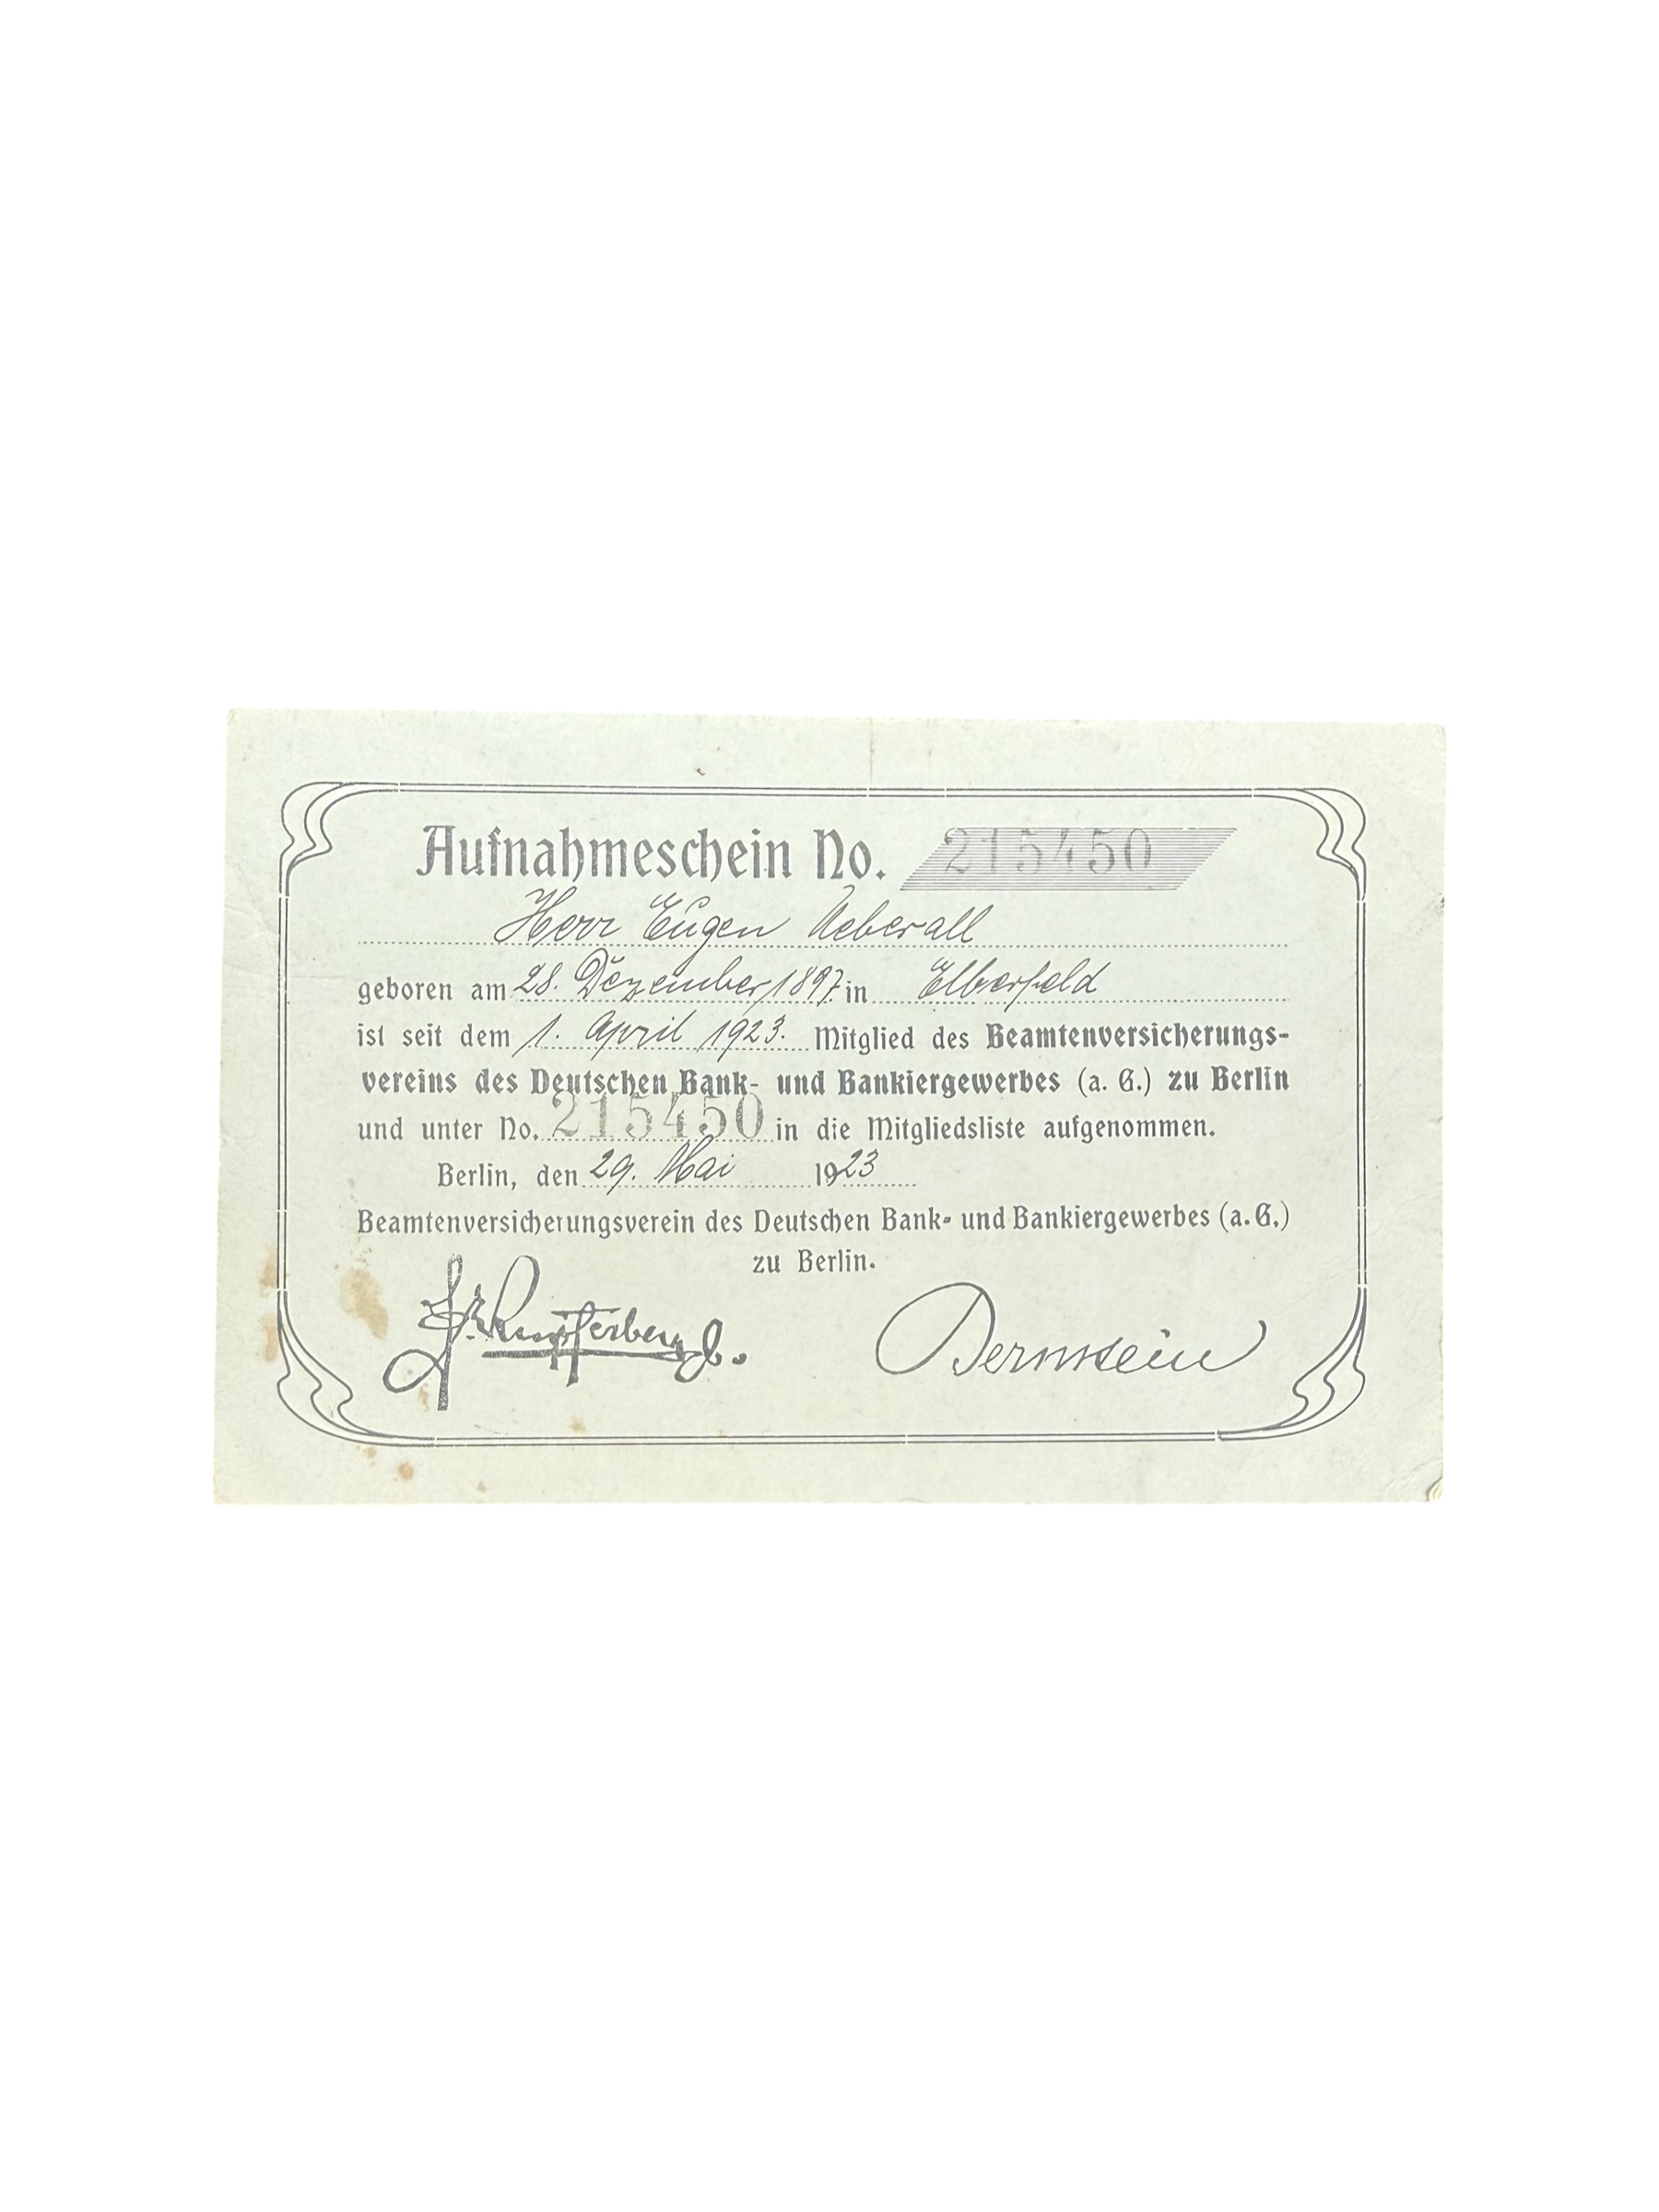 Aufnahmeschein No. 215450
Herr Eugen Ueberall
geboren am 28. Dezember 1897 in Elberfeld
ist seit dem 1. April 1923. Mitglied des Beamtenversicherungs-
vereins des Deutschen Bank- und Bankiergewerbes (a. G.) zu Berlin
und unter No. 215450 in die Mitgliedsliste aufgenommen.
Berlin, den 29. Mai 1923
Beamtenversicherungsverein des Deutschen Bank- und Bankiergewerbes (a. G.)
zu Berlin.
Bernstein